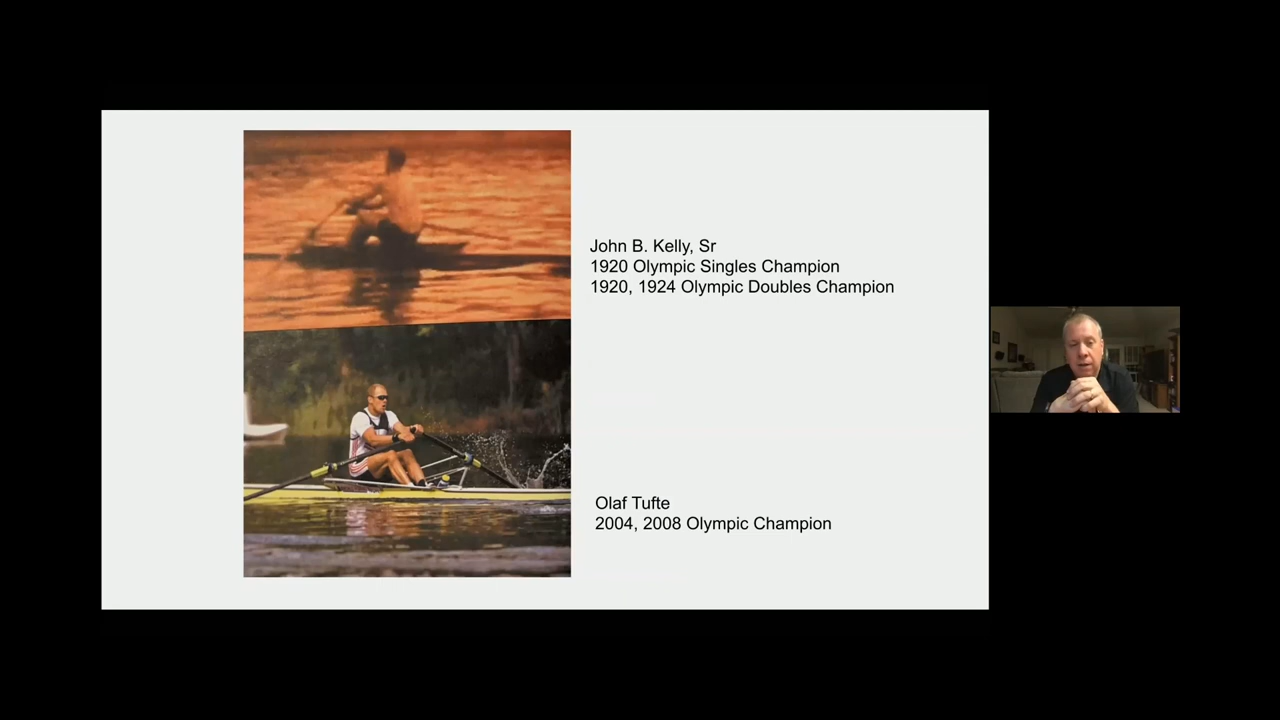 John B. Kelly, Sr
1920 Olympic Singles Champion
1920, 1924 Olympic Doubles Champion
Olaf Tufte
2004, 2008 Olympic Champion